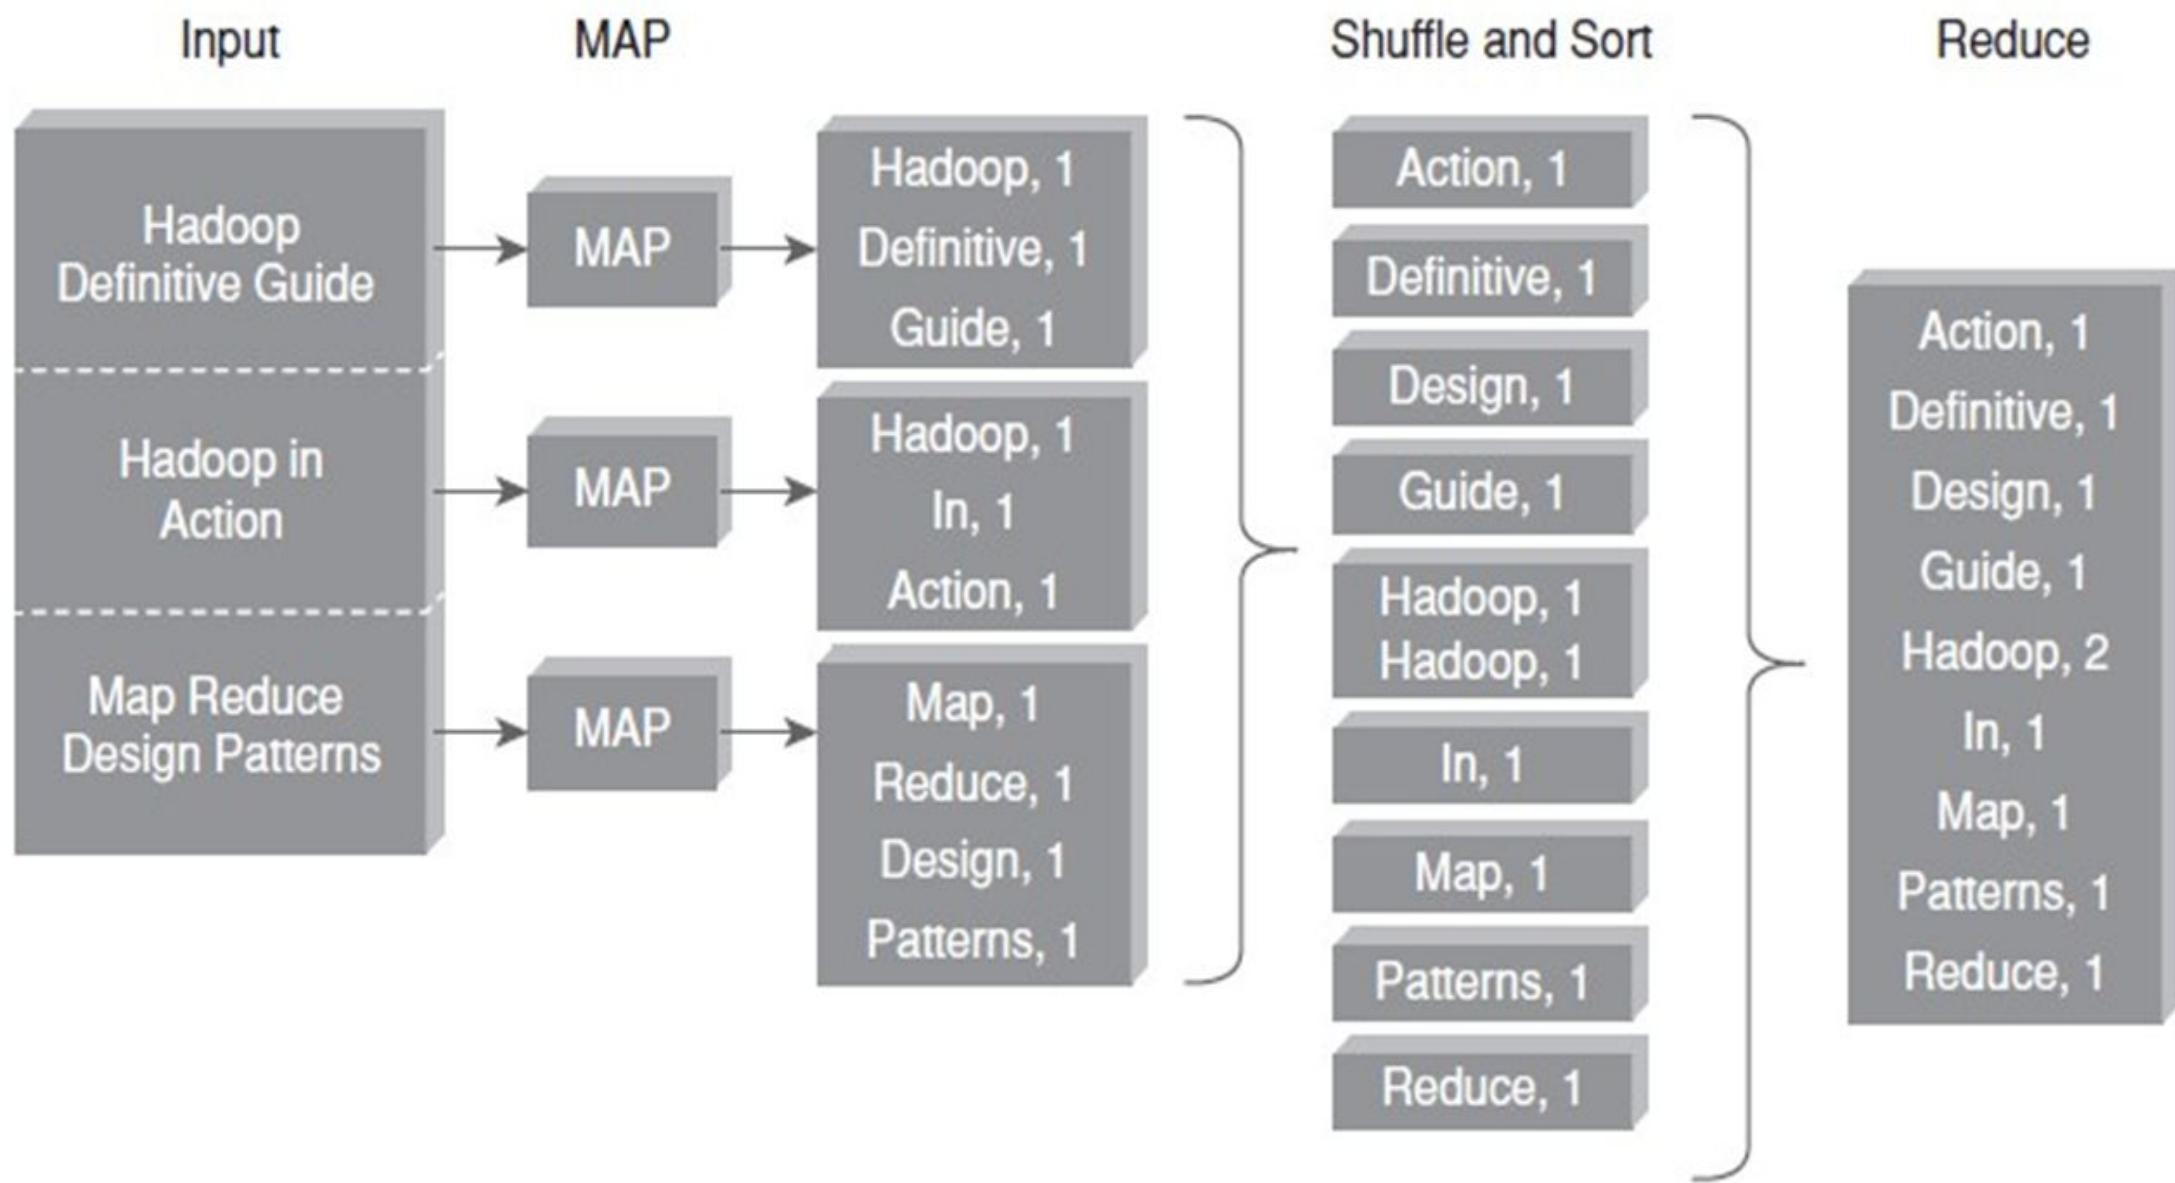 Input
MAP
Shuffle and Sort
Reduce
Hadoop
Definitive Guide
Hadoop in
Action
Map Reduce
Design Patterns
MAP
MAP
MAP
Hadoop, 1
Definitive, 1
Guide, 1
Hadoop, 1
In, 1
Action, 1
Map, 1
Reduce, 1
Design, 1
Patterns, 1
Action, 1
Definitive, 1
Design, 1
Guide, 1
Hadoop, 1
Hadoop, 1
In, 1
Map, 1
Patterns, 1
Reduce, 1
Action, 1
Definitive, 1
Design, 1
Guide, 1
Hadoop, 2
In, 1
Map, 1
Patterns, 1
Reduce, 1